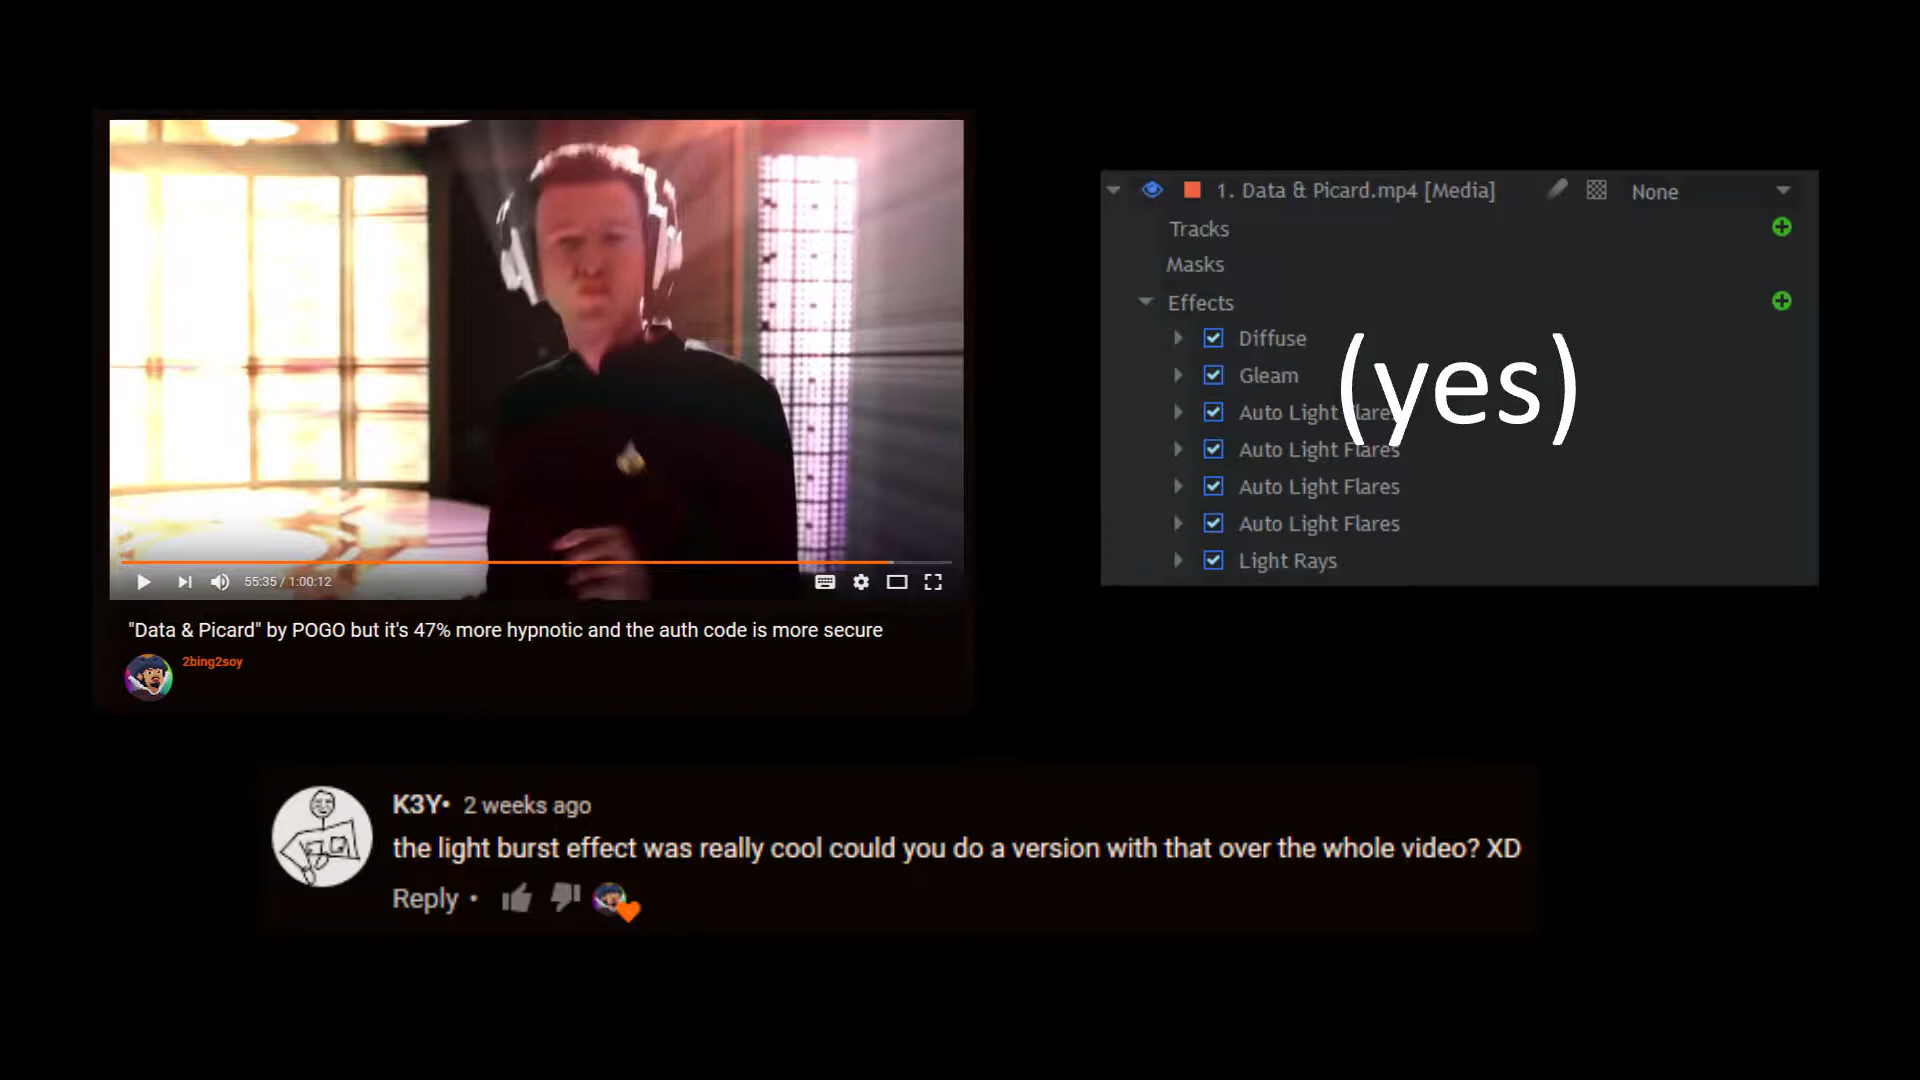 55:35 / 1:00:12
"Data & Picard" by POGO but it's 47% more hypnotic and the auth code is more secure
2bing2soy
1. Data & Picard.mp4 [Media]
None
Tracks
Masks
Effects
Diffuse
Gleam
Auto Light Flares
Auto Light Flares
Auto Light Flares
Auto Light Flares
Light Rays
(yes)
K3Y• 2 weeks ago
the light burst effect was really cool could you do a version with that over the whole video? XD
Reply •